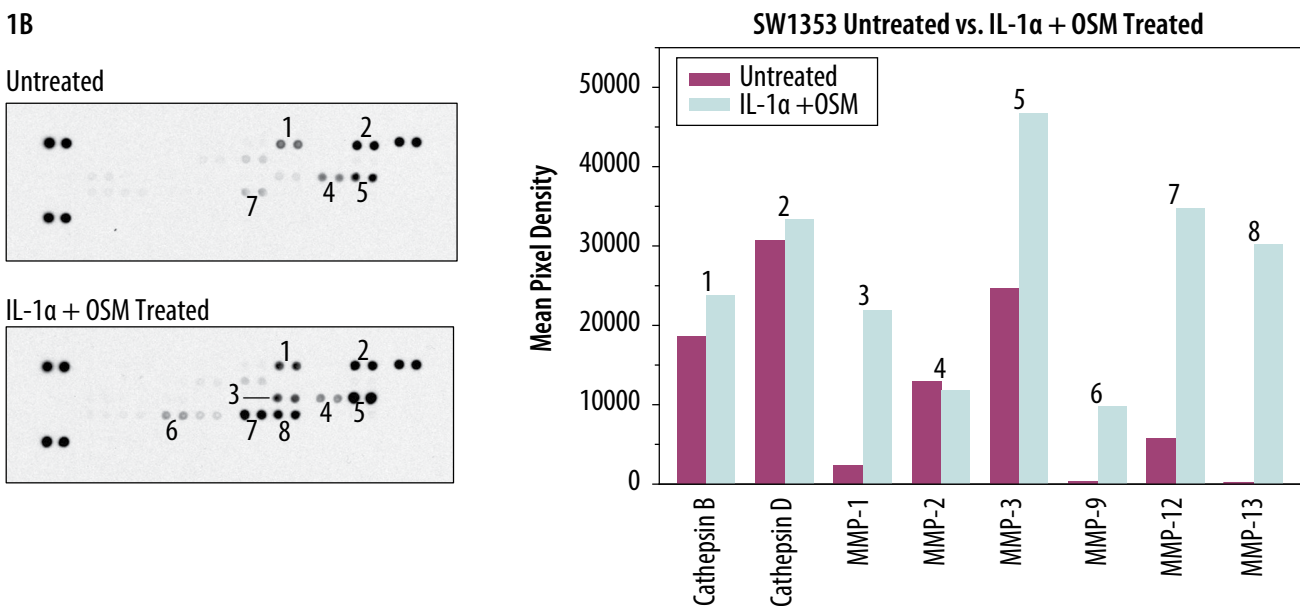 1B
Untreated
1
2
4
5
7
IL-1α + OSM Treated
1
2
3
4
5
6
7
8
SW1353 Untreated vs. IL-1α + OSM Treated
Untreated
IL-1α +OSM
Mean Pixel Density
50000
40000
30000
20000
10000
0
1
2
3
4
5
6
7
8
Cathepsin B
Cathepsin D
MMP-1
MMP-2
MMP-3
MMP-9
MMP-12
MMP-13